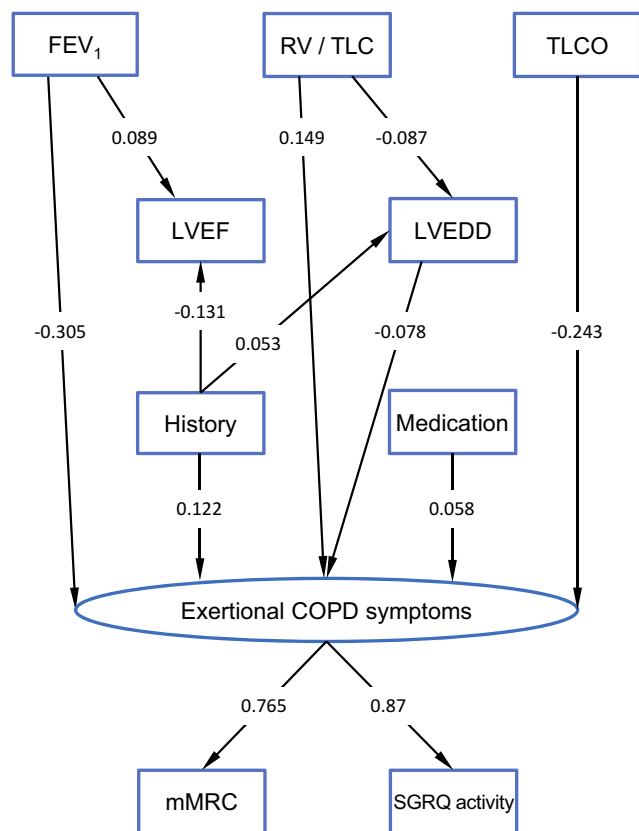 FEV₁
RV / TLC
TLCO
0.089
0.149
-0.087
LVEF
LVEDD
-0.131
-0.305
0.053
-0.078
-0.243
History
Medication
0.122
0.058
Exertional COPD symptoms
0.765
0.87
mMRC
SGRQ activity